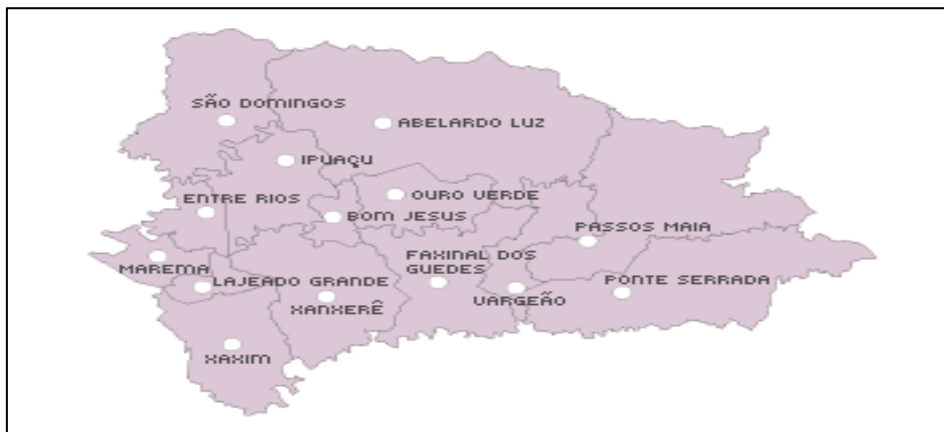 SÃO DOMINGOS
ABELARDO LUZ
IPUAÇU
ENTRE RIOS
OURO VERDE
BOM JESUS
PASSOS MAIA
MAREMA
FAXINAL DOS
GUEDES
LAJEADO GRANDE
PONTE SERRADA
VARGEÃO
XANXERÊ
XAXIM